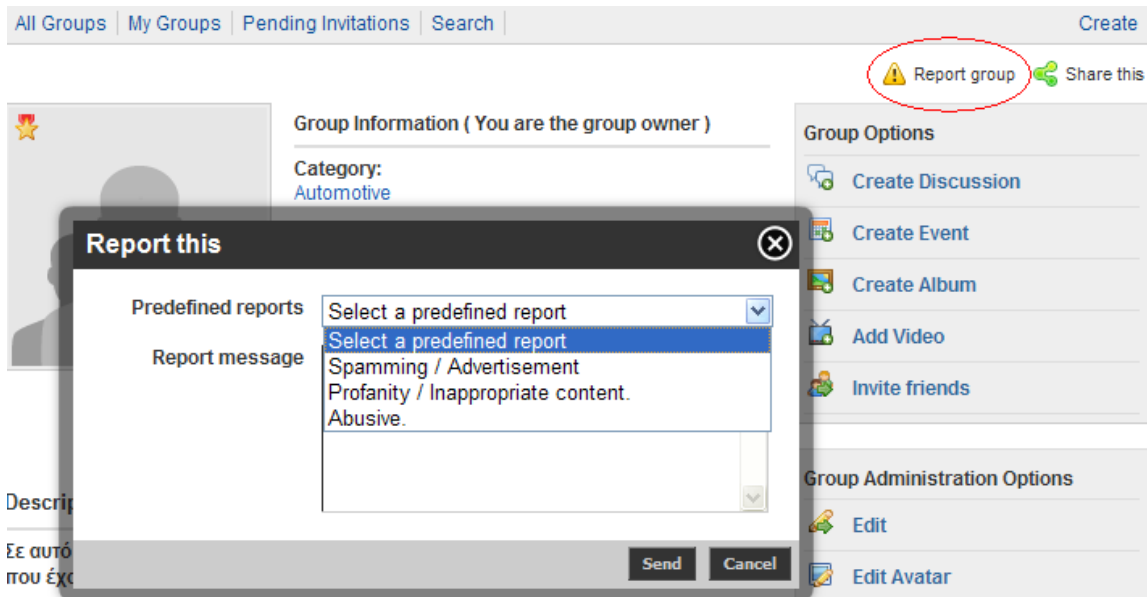 All Groups | My Groups | Pending Invitations | Search |
Create
Report group
Share this
Group Information ( You are the group owner )
Category:
Automotive
Group Options
Create Discussion
Create Event
Create Album
Add Video
Invite friends
Report this
Predefined reports
Select a predefined report
Select a predefined report
Spamming / Advertisement
Profanity / Inappropriate content.
Abusive.
Report message
Send
Cancel
Group Administration Options
Edit
Edit Avatar
Σε αυτό
που